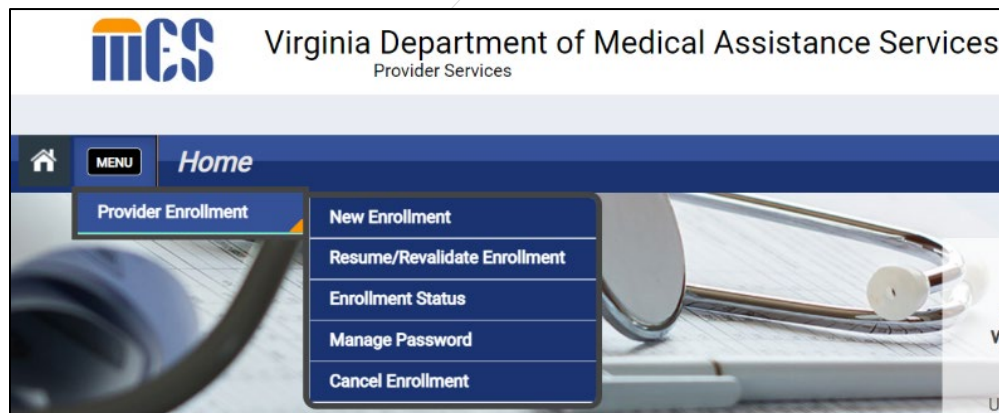 mes
Virginia Department of Medical Assistance Services
Provider Services
MENU Home
Provider Enrollment
New Enrollment
Resume/Revalidate Enrollment
Enrollment Status
Manage Password
Cancel Enrollment